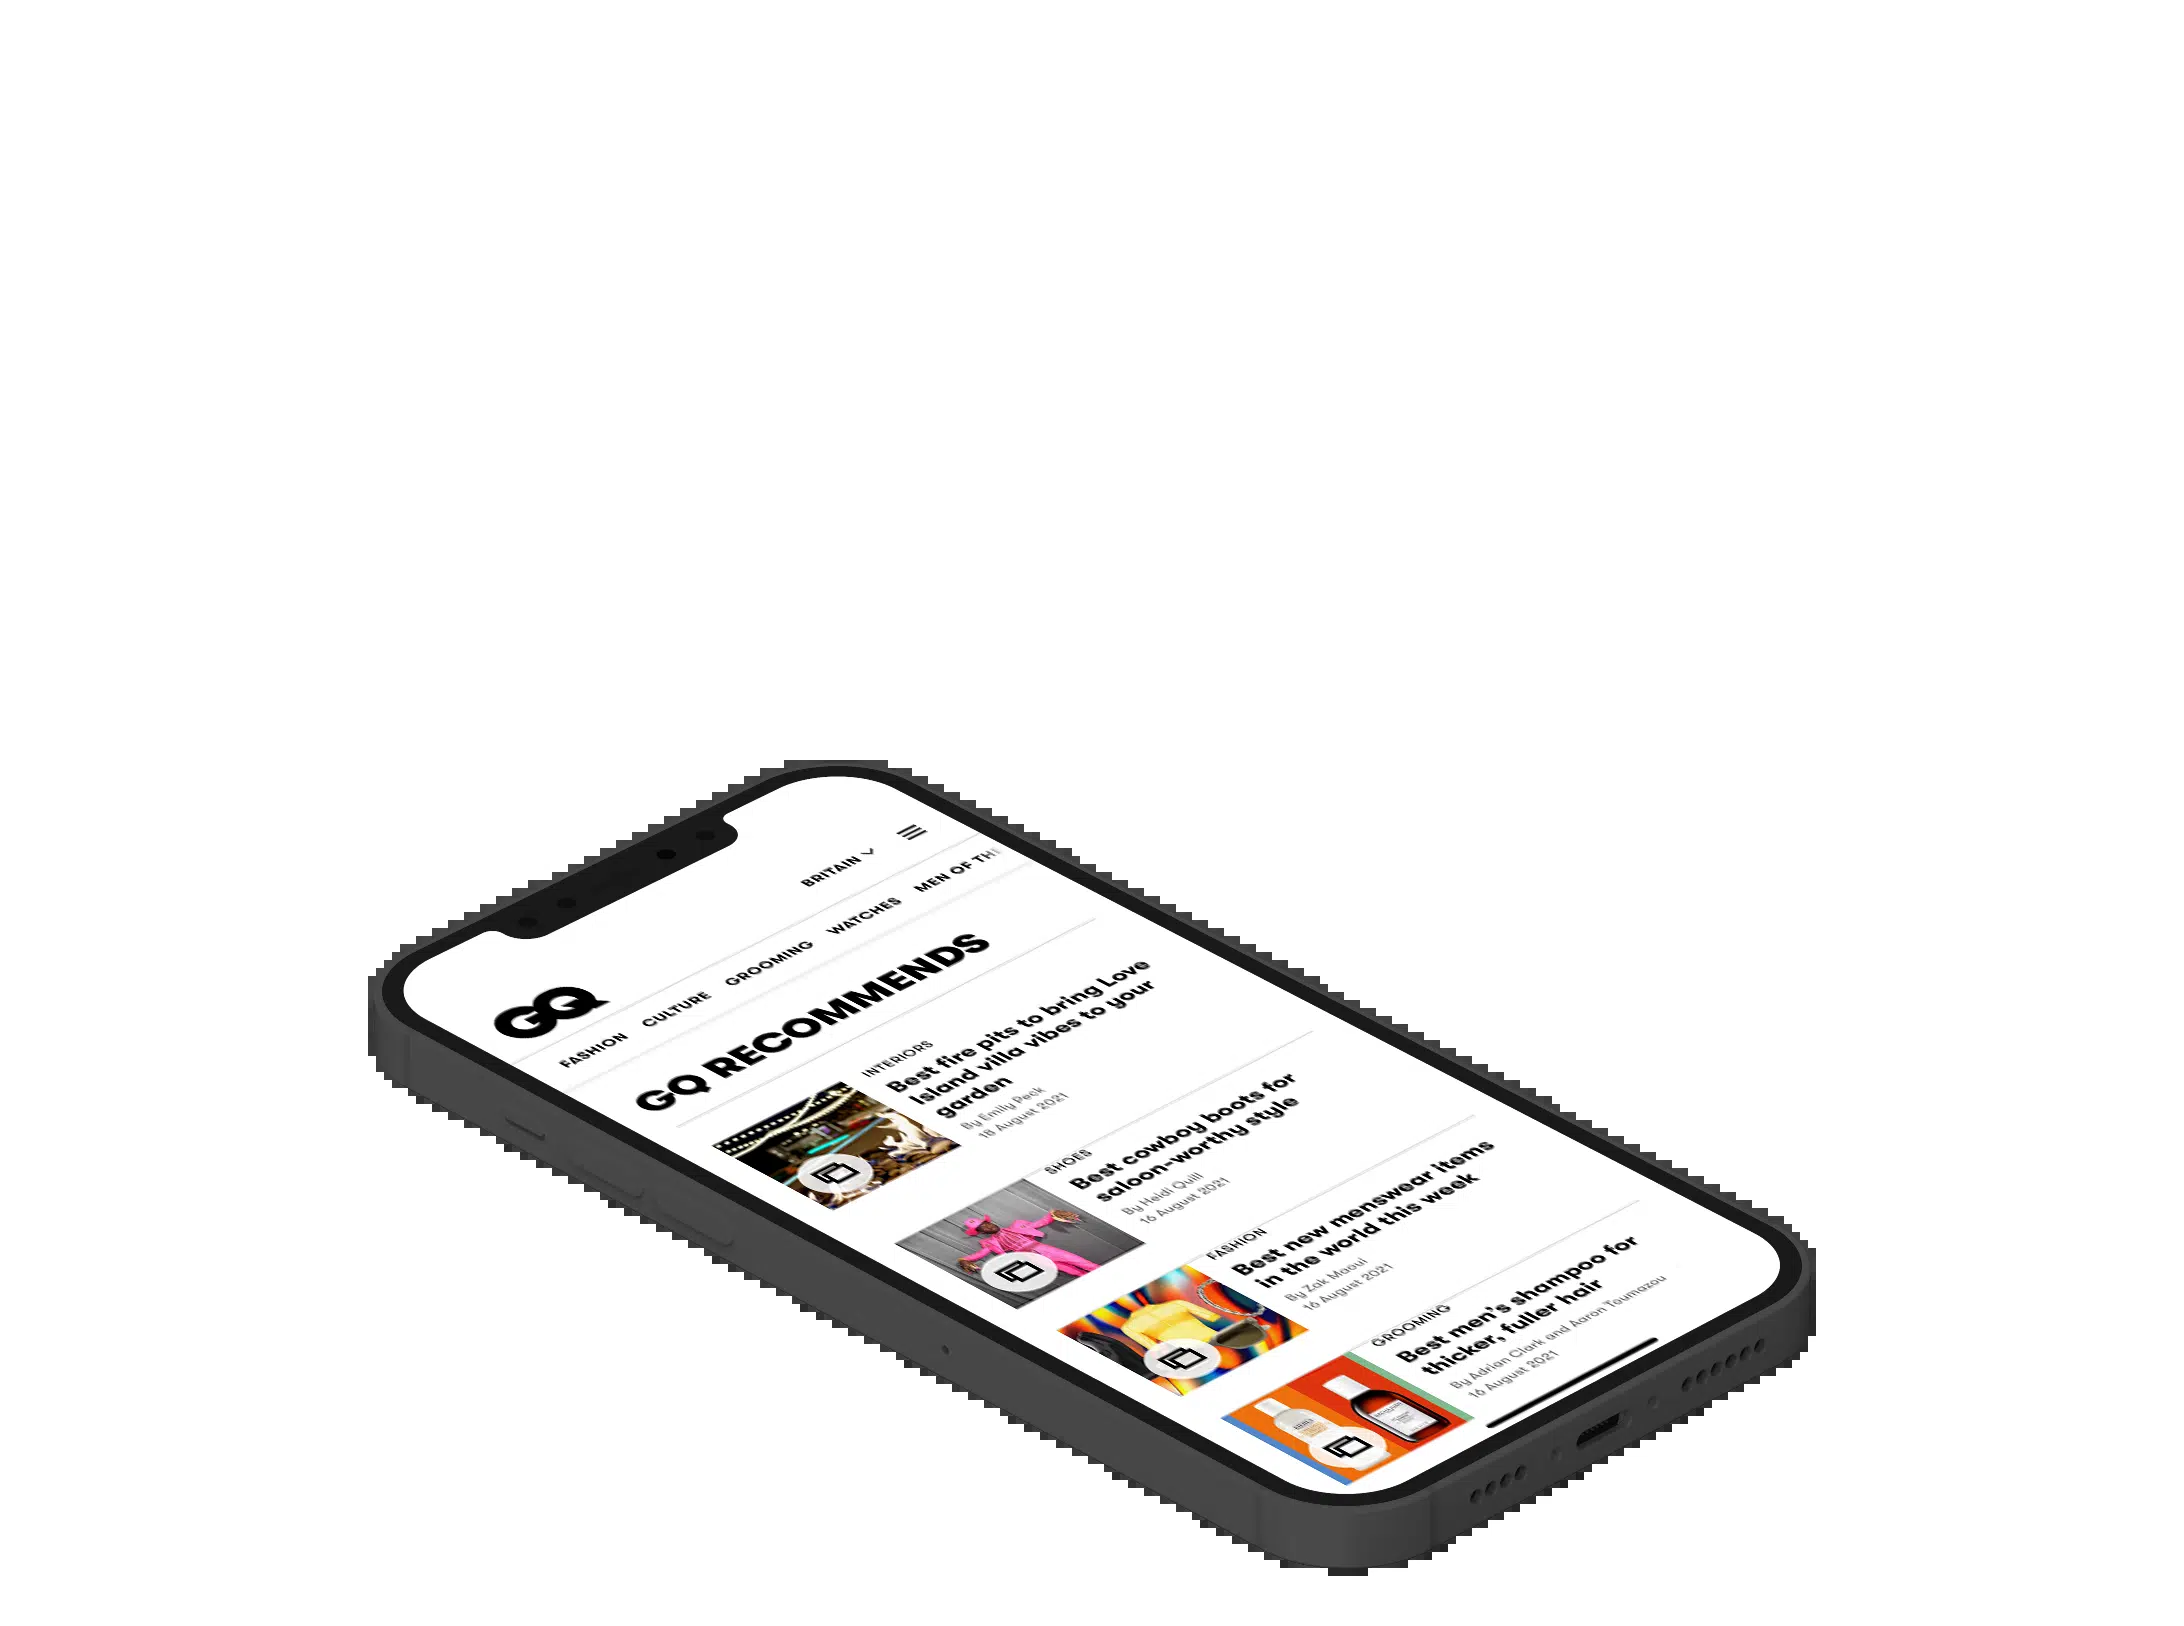 BRITAIN
GQ
FASHION CULTURE GROOMING WATCHES MEN OF TH
GQ RECOMMENDS
INTERIORS
Best fire pits to bring Love
Island villa vibes to your
garden
By Emily Peck
18 August 2021
SHOES
Best cowboy boots for
saloon-worthy style
By Heidi Quill
16 August 2021
FASHION
Best new menswear items
in the world this week
By Zak Maoui
16 August 2021
GROOMING
Best men's shampoo for
thicker, fuller hair
By Adrian Clark and Aaron Toumazou
16 August 2021